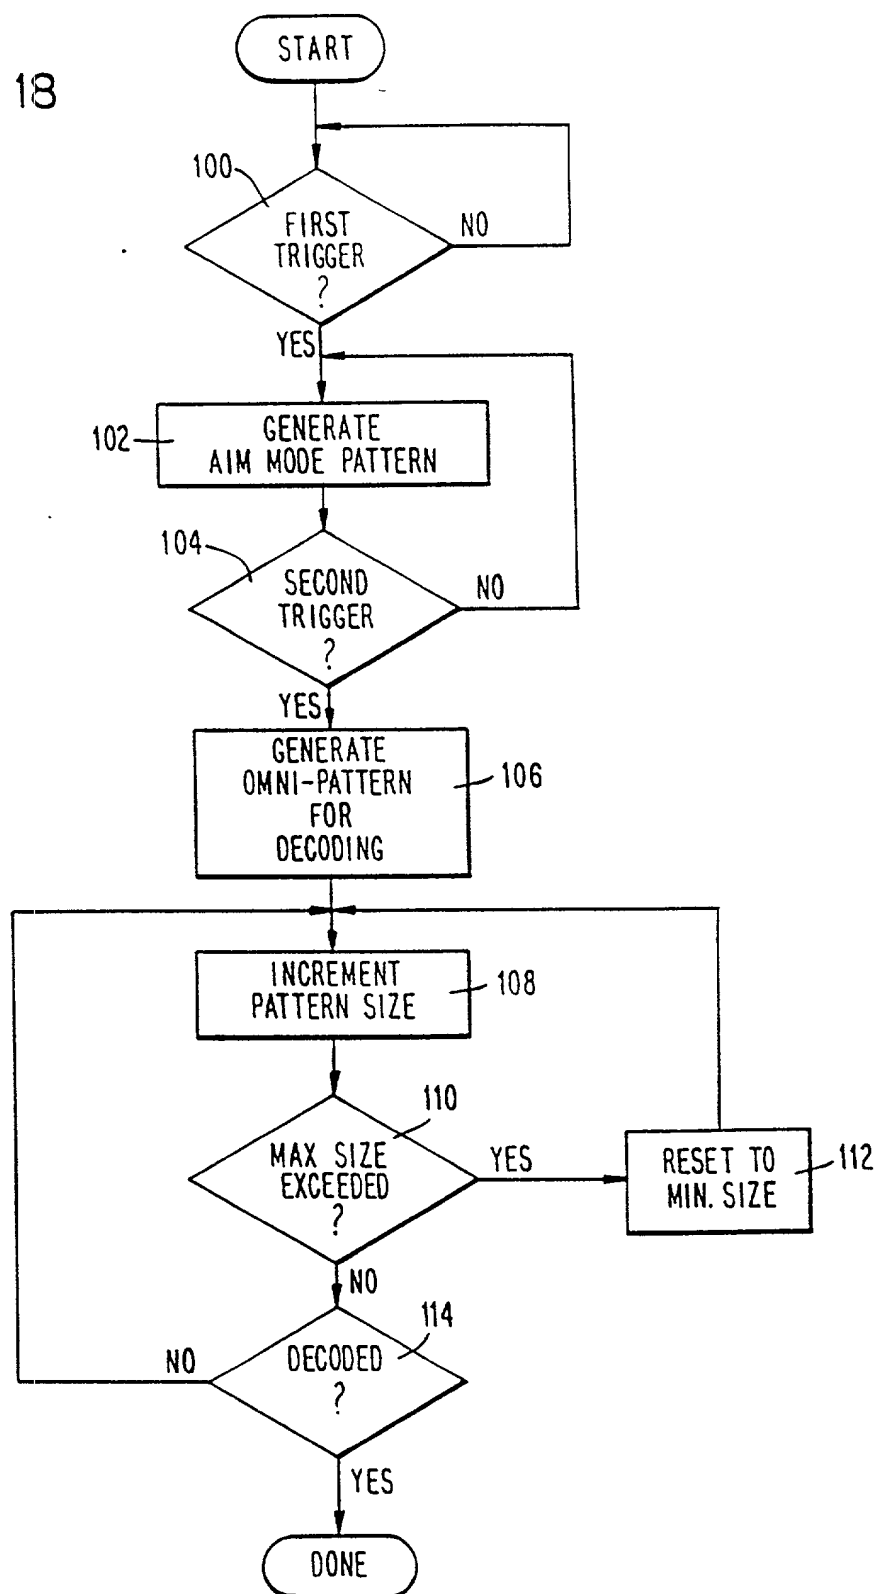 START
18
100
FIRST
TRIGGER
?
NO
YES
102
GENERATE
AIM MODE PATTERN
104
SECOND
TRIGGER
?
NO
YES
GENERATE
OMNI-PATTERN
FOR
DECODING
106
INCREMENT
PATTERN SIZE
108
110
MAX SIZE
EXCEEDED
?
YES
RESET TO
MIN. SIZE
112
NO
114
DECODED
?
NO
YES
DONE